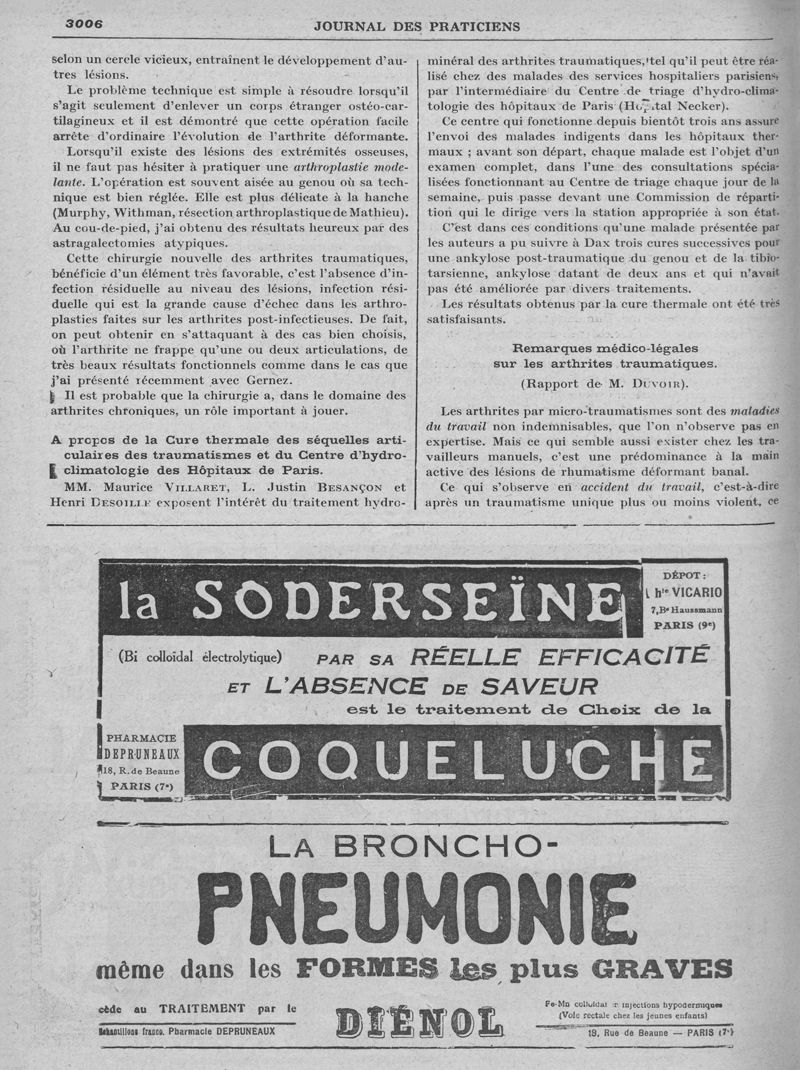 3006
JOURNAL DES PRATICIENS
selon un cercle vicieux, entraînent le développement d'au-
tres lésions.
Le problème technique est simple à résoudre lorsqu'il
s'agit seulement d'enlever un corps étranger ostéo-car-
tilagineux et il est démontré que cette opération facile
arrête d'ordinaire l'évolution de l'arthrite déformante.
Lorsqu'il existe des lésions des extrémités osseuses,
il ne faut pas hésiter à pratiquer une arthroplastie mode-
lante. L'opération est souvent aisée au genou où sa tech-
nique est bien réglée. Elle est plus délicate à la hanche
(Murphy, Withman, résection arthroplastique de Mathieu).
Au cou-de-pied, j'ai obtenu des résultats heureux par des
astragalectomies atypiques.
Cette chirurgie nouvelle des arthrites traumatiques,
bénéficie d'un élément très favorable, c'est l'absence d'in-
fection résiduelle au niveau des lésions, infection rési-
duelle qui est la grande cause d'échec dans les arthro-
plasties faites sur les arthrites post-infectieuses. De fait,
on peut obtenir en s'attaquant à des cas bien choisis,
où l'arthrite ne frappe qu'une ou deux articulations, de
très beaux résultats fonctionnels comme dans le cas que
j'ai présenté récemment avec Gernez.
Il est probable que la chirurgie a, dans le domaine des
arthrites chroniques, un rôle important à jouer.
A propos de la Cure thermale des séquelles arti-
culaires des traumatismes et du Centre d'hydro-
climatologie des Hôpitaux de Paris.
MM. Maurice VILLARET, L. Justin BESANÇON et
Henri DESOILLE exposent l'intérêt du traitement hydro-
minéral des arthrites traumatiques, tel qu'il peut être réa-
lisé chez des malades des services hospitaliers parisiens,
par l'intermédiaire du Centre de triage d'hydro-clima-
tologie des hôpitaux de Paris (Hôpital Necker).
Ce centre qui fonctionne depuis bientôt trois ans assure
l'envoi des malades indigents dans les hôpitaux ther-
maux ; avant son départ, chaque malade est l'objet d'un
examen complet, dans l'une des consultations spécia-
lisées fonctionnant au Centre de triage chaque jour de la
semaine, puis passe devant une Commission de réparti-
tion qui le dirige vers la station appropriée à son état.
C'est dans ces conditions qu'une malade présentée par
les auteurs a pu suivre à Dax trois cures successives pour
une ankylose post-traumatique du genou et de la tibio-
tarsienne, ankylose datant de deux ans et qui n'avait
pas été améliorée par divers traitements.
Les résultats obtenus par la cure thermale ont été très
satisfaisants.
Remarques médico-légales
sur les arthrites traumatiques.
(Rapport de M. DUVOIR).
Les arthrites par micro-traumatismes sont des maladies
du travail non indemnisables, que l'on n'observe pas en
expertise. Mais ce qui semble aussi exister chez les tra-
vailleurs manuels, c'est une prédominance à la main
active des lésions de rhumatisme déformant banal.
Ce qui s'observe en accident du travail, c'est-à-dire
après un traumatisme unique plus ou moins violent, ce
la SODERSEÏNE
DÉPOT :
Phie VICARIO
7, Bd Haussmann
PARIS (9e)
(Bi colloïdal électrolytique) PAR SA RÉELLE EFFICACITÉ
ET L'ABSENCE DE SAVEUR
est le traitement de Choix de la
PHARMACIE
DEPRUNEAUX
18, R. de Beaune
PARIS (7e)
COQUELUCHE
LA BRONCHO-
PNEUMONIE
même dans les FORMES les plus GRAVES
cède au TRAITEMENT par le
DIÉNOL
Fe-Mn colloïdal injections hypodermiques
(Voie rectale chez les jeunes enfants)
Echantillons franco. Pharmacie DEPRUNEAUX
18, Rue de Beaune — PARIS (7e)